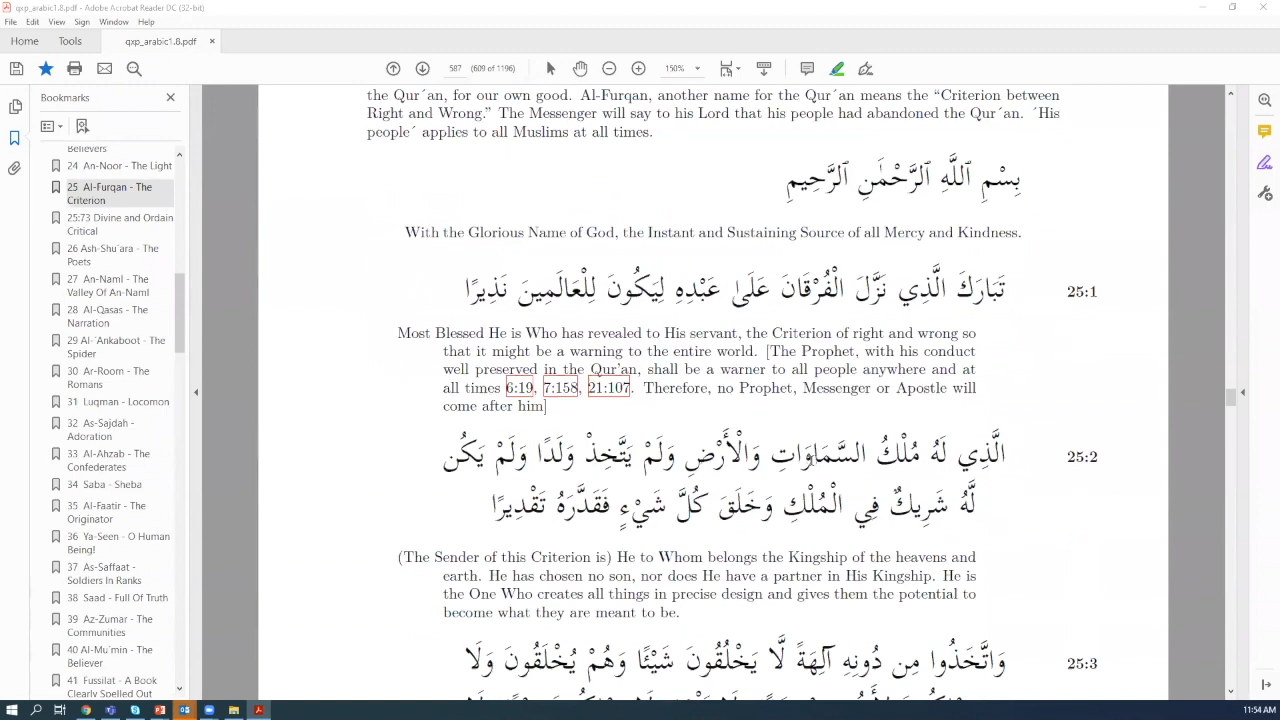 qxp_arabic1.8.pdf - Adobe Acrobat Reader DC (32-bit)
File Edit View Sign Window Help
Home Tools qxp_arabic1.8.pdf ×
587 (609 of 1196) 150%
Bookmarks
Believers
24 An-Noor - The Light
25 Al-Furqan - The
Criterion
25:73 Divine and Ordain
Critical
26 Ash-Shu'ara - The
Poets
27 An-Naml - The
Valley Of An-Naml
28 Al-Qasas - The
Narration
29 Al-'Ankaboot - The
Spider
30 Ar-Room - The
Romans
31 Luqman - Locomon
32 As-Sajdah -
Adoration
33 Al-Ahzab - The
Confederates
34 Saba - Sheba
35 Al-Faatir - The
Originator
36 Ya-Seen - O Human
Being!
37 As-Saffaat -
Soldiers In Ranks
38 Saad - Full Of Truth
39 Az-Zumar - The
Communities
40 Al-Mu'min - The
Believer
41 Fussilat - A Book
Clearly Spelled Out
the Qur´an, for our own good. Al-Furqan, another name for the Qur´an means the “Criterion between
Right and Wrong.” The Messenger will say to his Lord that his people had abandoned the Qur´an. ´His
people´ applies to all Muslims at all times.
بِسْمِ ٱللَّهِ ٱلرَّحْمَٰنِ ٱلرَّحِيمِ
With the Glorious Name of God, the Instant and Sustaining Source of all Mercy and Kindness.
تَبَارَكَ الَّذِي نَزَّلَ الْفُرْقَانَ عَلَىٰ عَبْدِهِ لِيَكُونَ لِلْعَالَمِينَ نَذِيرًا 25:1
Most Blessed He is Who has revealed to His servant, the Criterion of right and wrong so
that it might be a warning to the entire world. [The Prophet, with his conduct
well preserved in the Qur’an, shall be a warner to all people anywhere and at
all times 6:19, 7:158, 21:107. Therefore, no Prophet, Messenger or Apostle will
come after him]
الَّذِي لَهُ مُلْكُ السَّمَاوَاتِ وَالْأَرْضِ وَلَمْ يَتَّخِذْ وَلَدًا وَلَمْ يَكُن 25:2
لَّهُ شَرِيكٌ فِي الْمُلْكِ وَخَلَقَ كُلَّ شَيْءٍ فَقَدَّرَهُ تَقْدِيرًا
(The Sender of this Criterion is) He to Whom belongs the Kingship of the heavens and
earth. He has chosen no son, nor does He have a partner in His Kingship. He is
the One Who creates all things in precise design and gives them the potential to
become what they are meant to be.
وَاتَّخَذُوا مِن دُونِهِ آلِهَةً لَّا يَخْلُقُونَ شَيْئًا وَهُمْ يُخْلَقُونَ وَلَا 25:3
11:54 AM